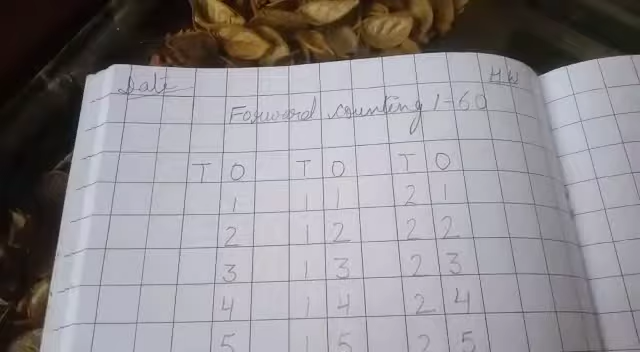 Date H.W
Forward counting 1-60
T O T O T O
1 1 1 2 1
2 1 2 2 2
3 1 3 2 3
4 1 4 2 4
5 1 5 2 5